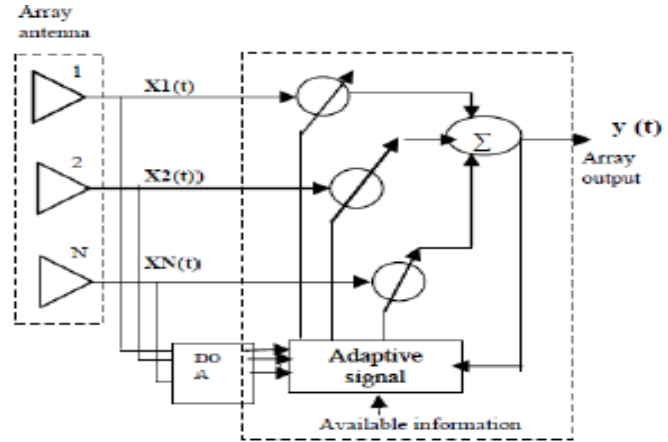 Array
antenna
1
X1(t)
y (t)
Σ
Array
output
2
X2(t))
N
XN(t)
DO
A
Adaptive
signal
Available information